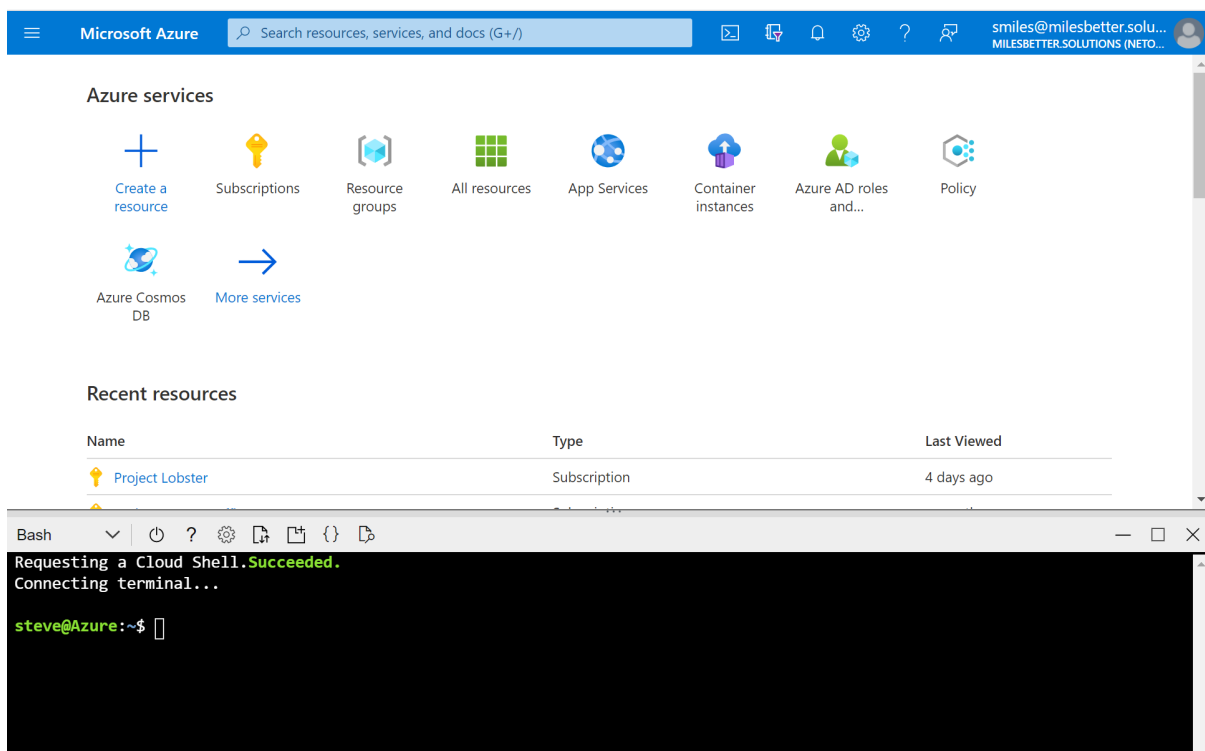 Microsoft Azure
Search resources, services, and docs (G+/)
smiles@milesbetter.solu...
MILESBETTER.SOLUTIONS (NETO...
Azure services
Create a resource
Subscriptions
Resource groups
All resources
App Services
Container instances
Azure AD roles and...
Policy
Azure Cosmos DB
More services
Recent resources
Name Type Last Viewed
Project Lobster Subscription 4 days ago
Bash
Requesting a Cloud Shell.Succeeded.
Connecting terminal...
steve@Azure:~$